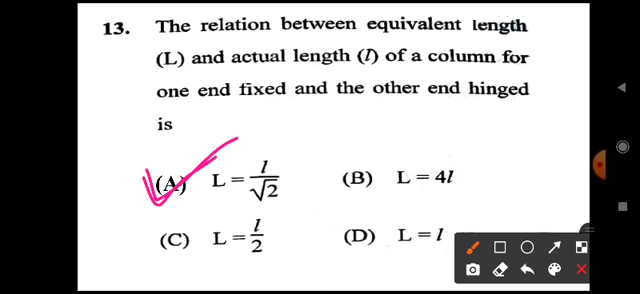 13. The relation between equivalent length
(L) and actual length (l) of a column for
one end fixed and the other end hinged
is
(A) L = l/√2 (B) L = 4l
(C) L = l/2 (D) L = l